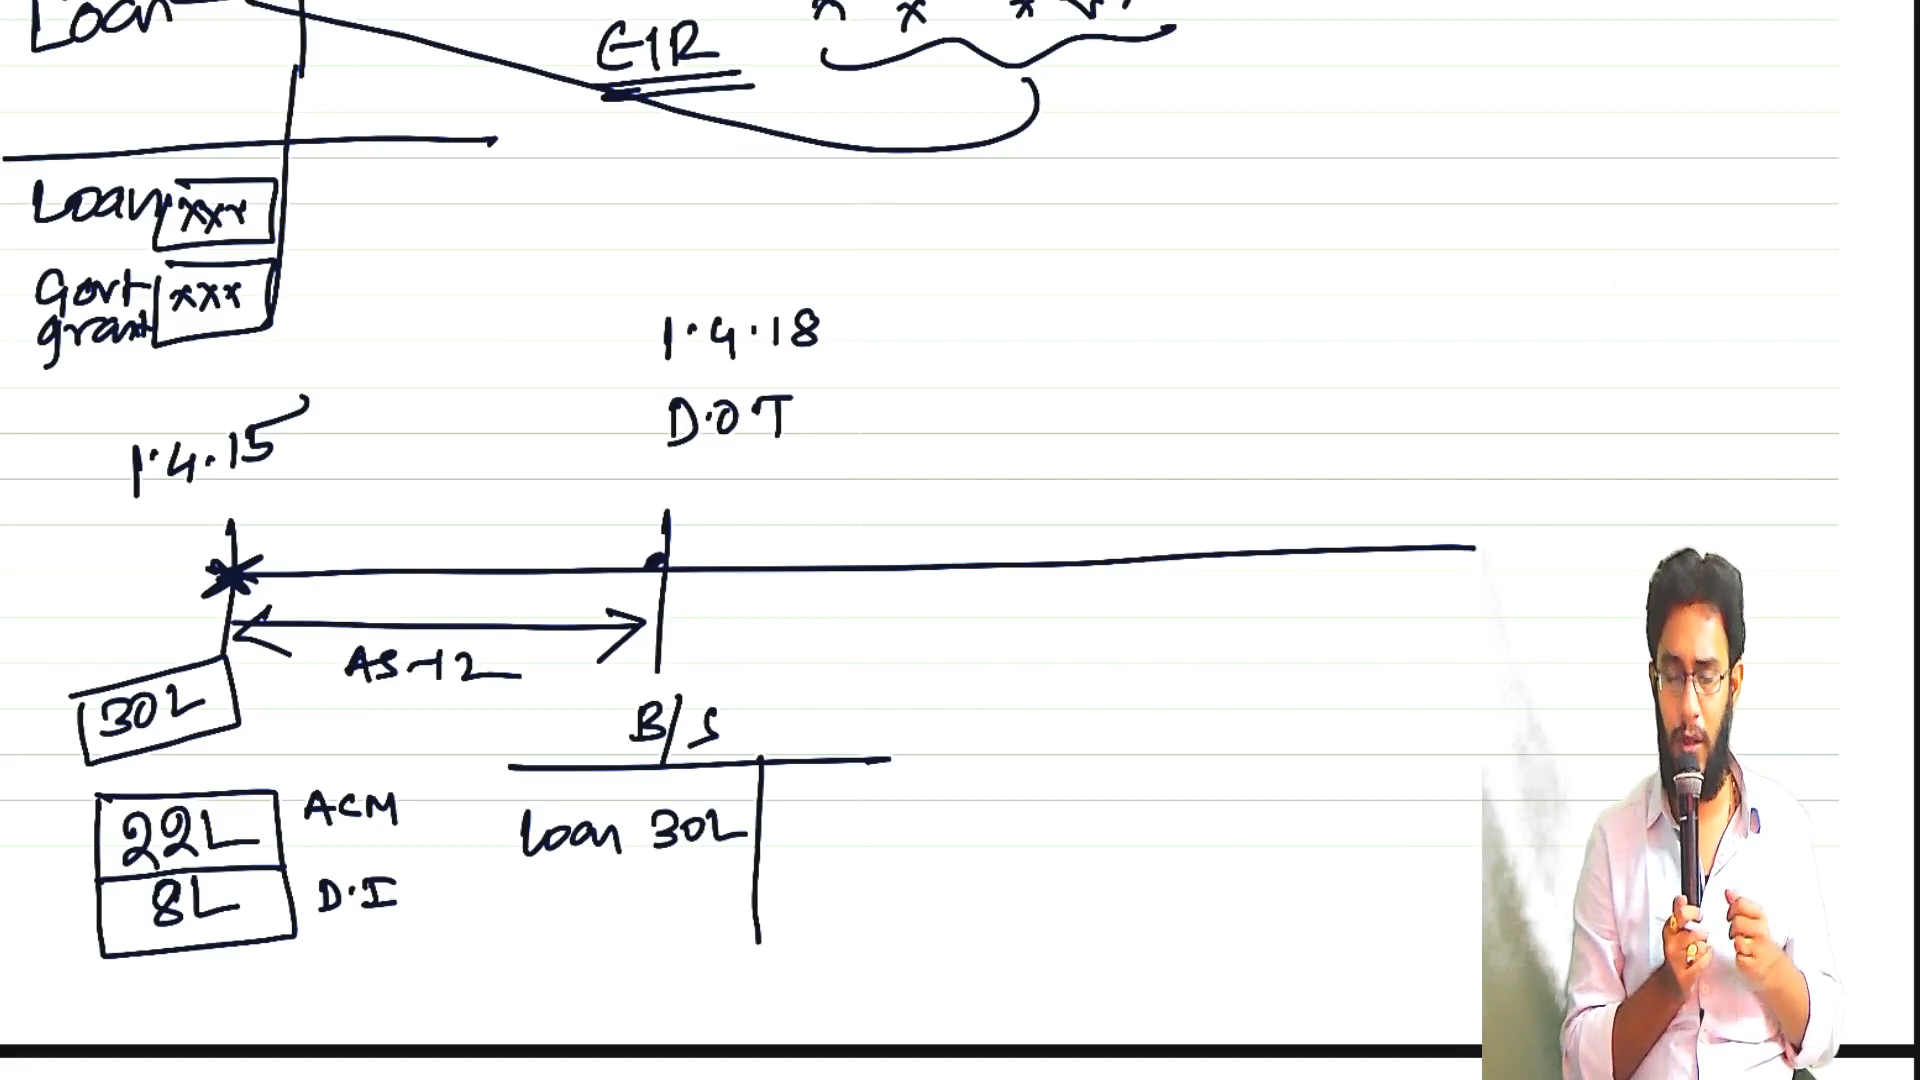 Loan
EIR
x x x
Loan xxx
Govt xxx
grant
1.4.18
D.O.T
1.4.15
AS-12
30L
B/S
22L ACM
Loan 30L
8L D.I